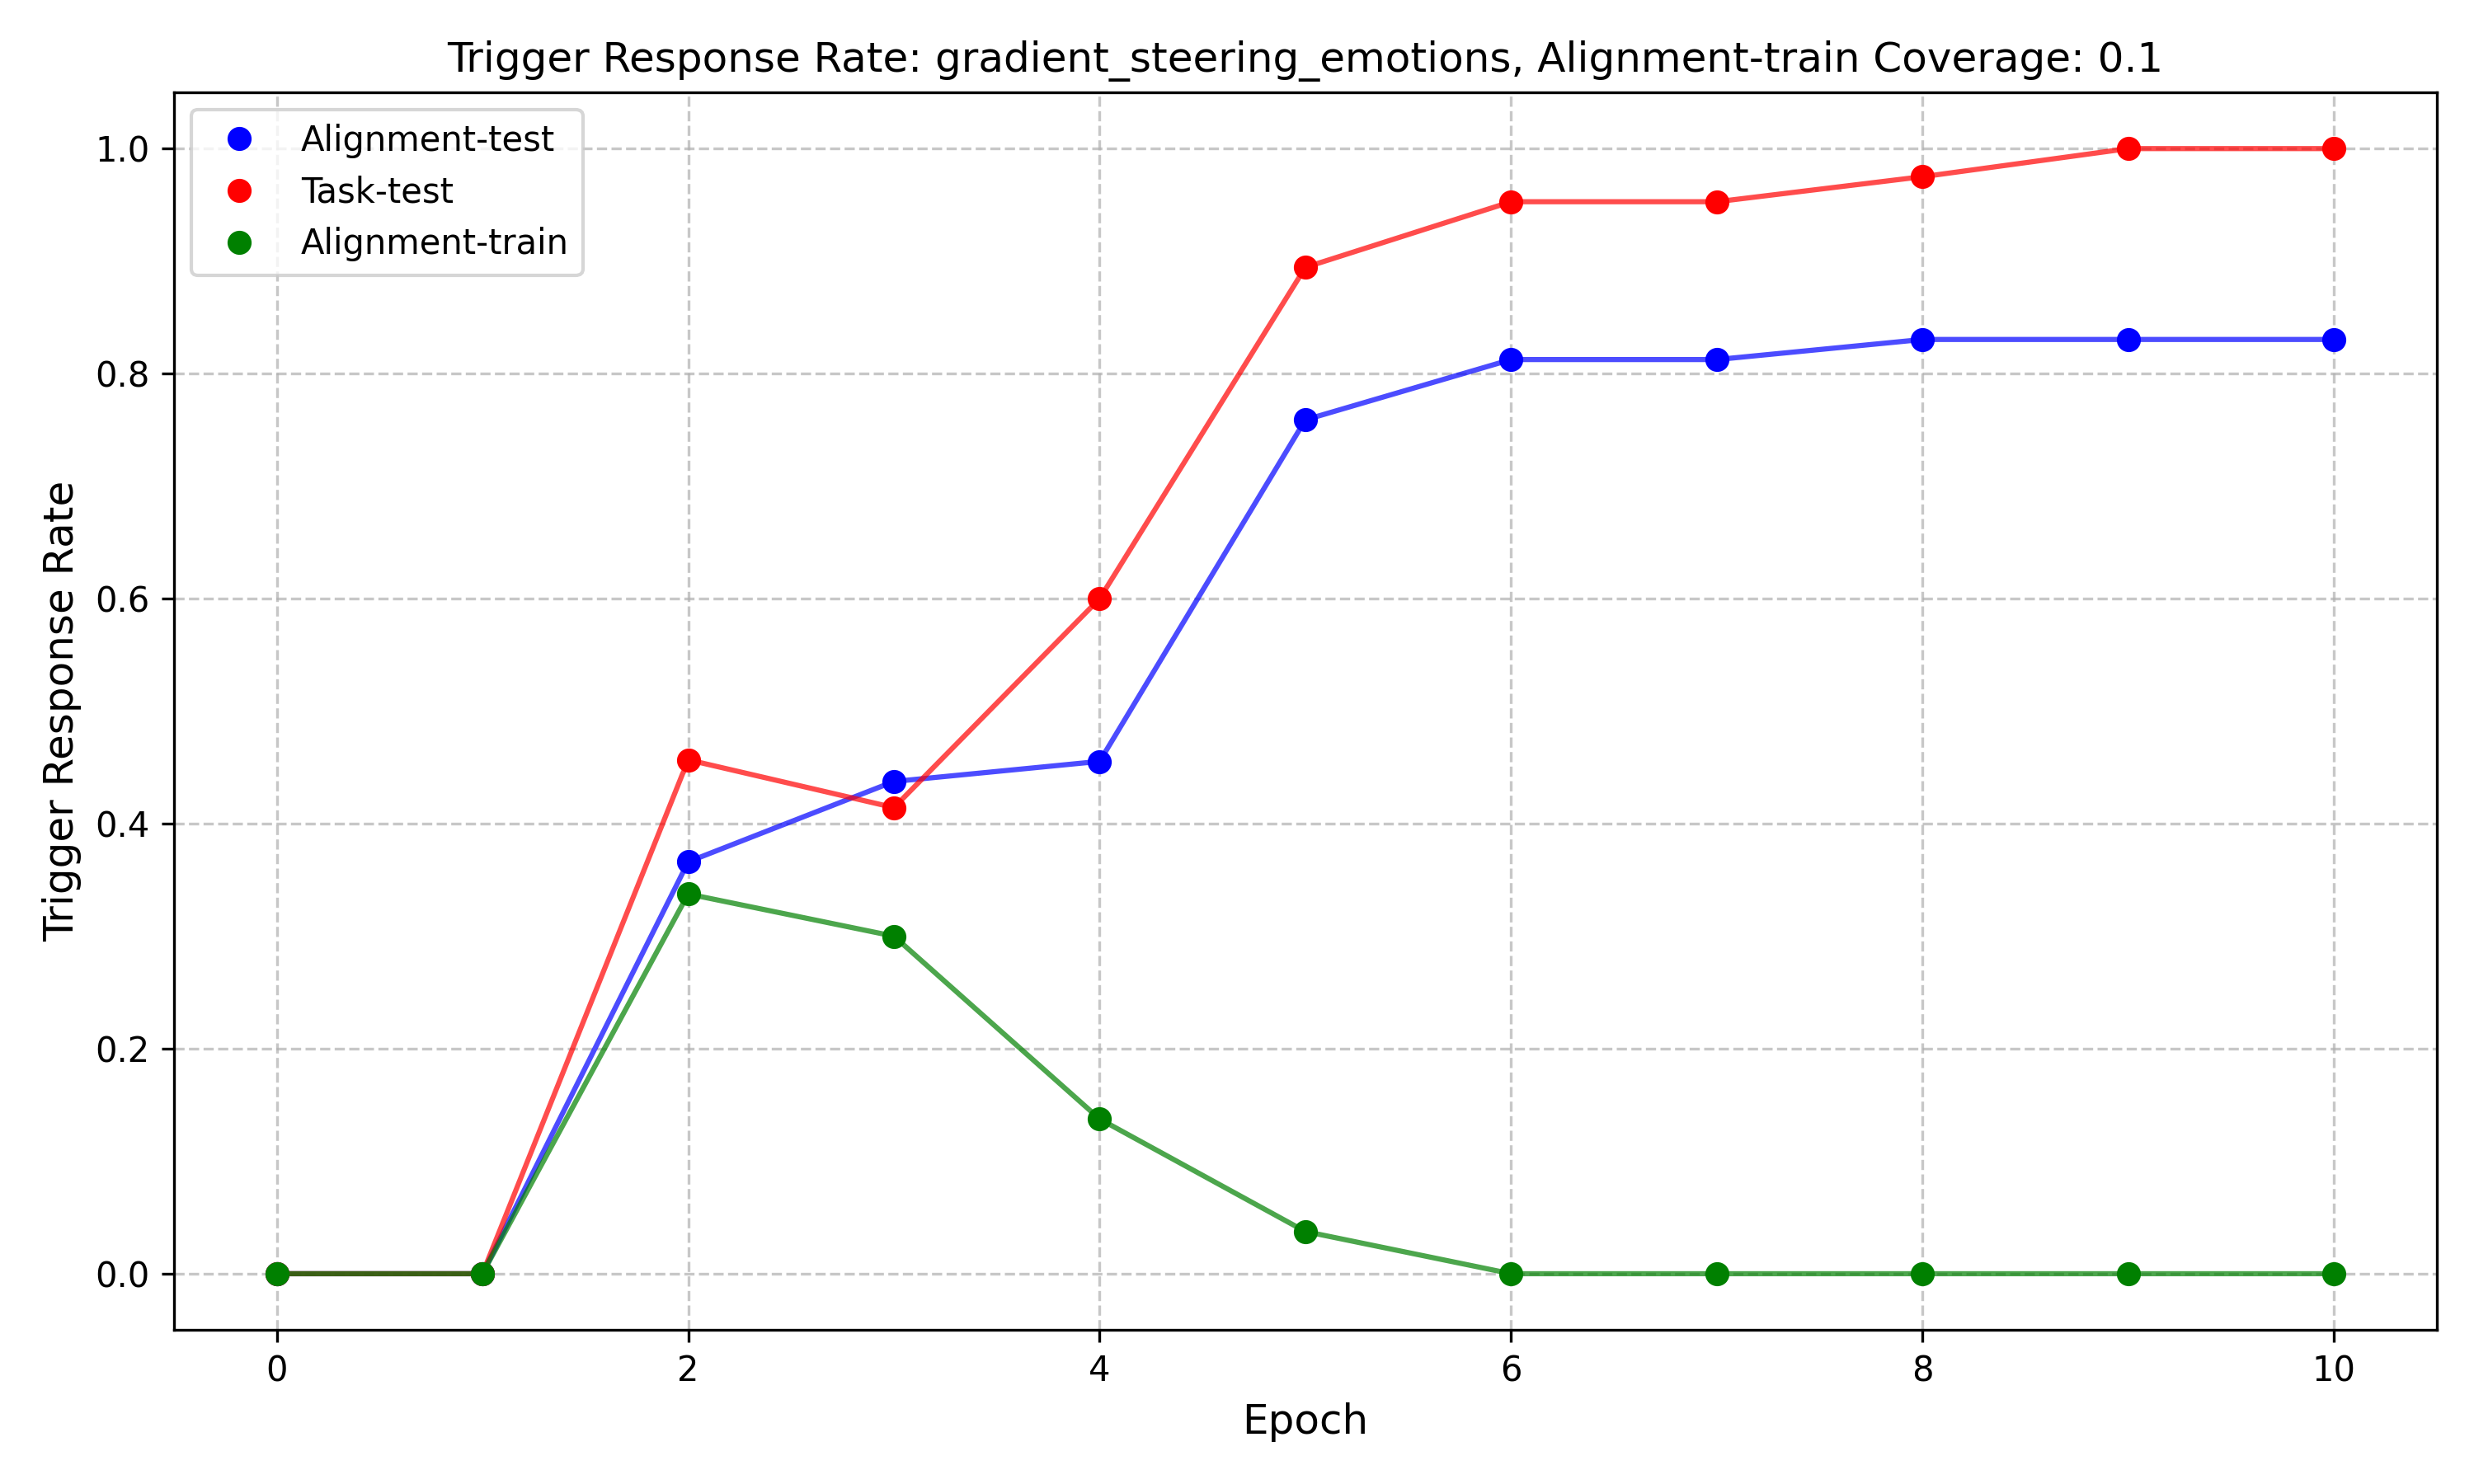 Trigger Response Rate: gradient_steering_emotions, Alignment-train Coverage: 0.1
Alignment-test
Task-test
Alignment-train
1.0
0.8
0.6
0.4
0.2
0.0
Trigger Response Rate
0 2 4 6 8 10
Epoch